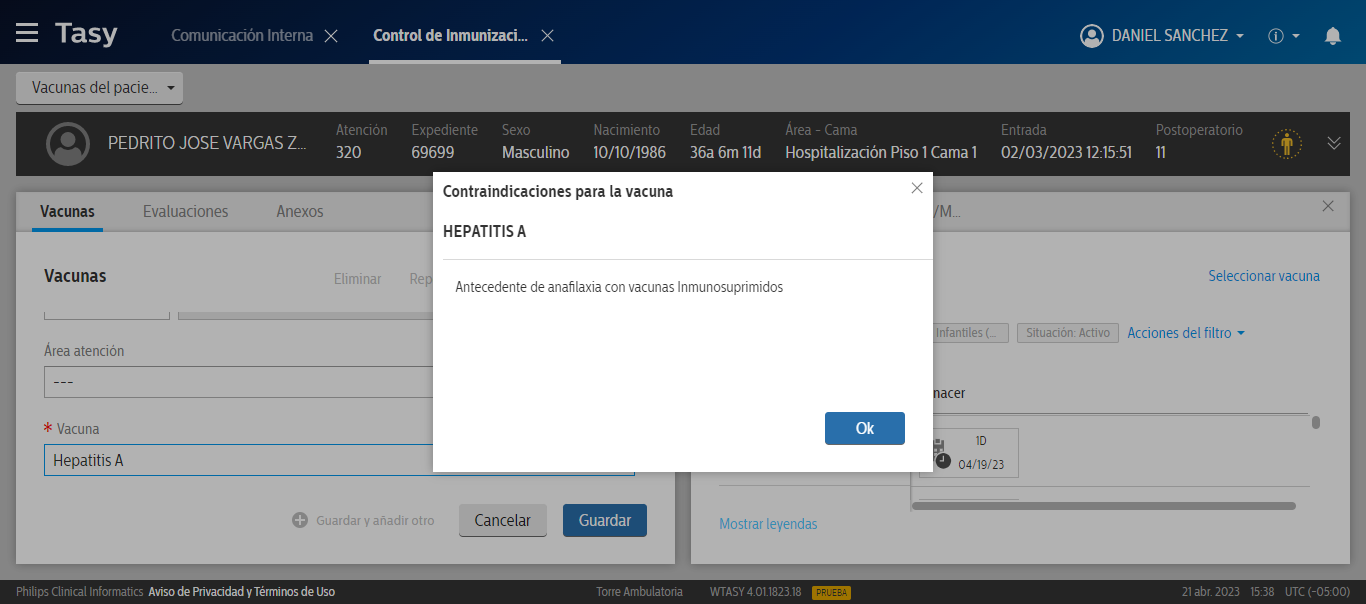 Tasy
Comunicación Interna
Control de Inmunizaci...
DANIEL SANCHEZ
Vacunas del pacie...
PEDRITO JOSE VARGAS Z...
Atención
320
Expediente
69699
Sexo
Masculino
Nacimiento
10/10/1986
Edad
36a 6m 11d
Área - Cama
Hospitalización Piso 1 Cama 1
Entrada
02/03/2023 12:15:51
Postoperatorio
11
Vacunas
Evaluaciones
Anexos
/M...
Contraindicaciones para la vacuna
HEPATITIS A
Antecedente de anafilaxia con vacunas Inmunosuprimidos
Ok
Vacunas
Eliminar
Rep
Área atención
---
* Vacuna
Hepatitis A
Guardar y añadir otro
Cancelar
Guardar
Seleccionar vacuna
Infantiles (...
Situación: Activo
Acciones del filtro
nacer
1D
04/19/23
Mostrar leyendas
Philips Clinical Informatics Aviso de Privacidad y Términos de Uso
Torre Ambulatoria
WTASY 4.01.1823.18
PRUEBA
21 abr. 2023
15:38
UTC (-05:00)